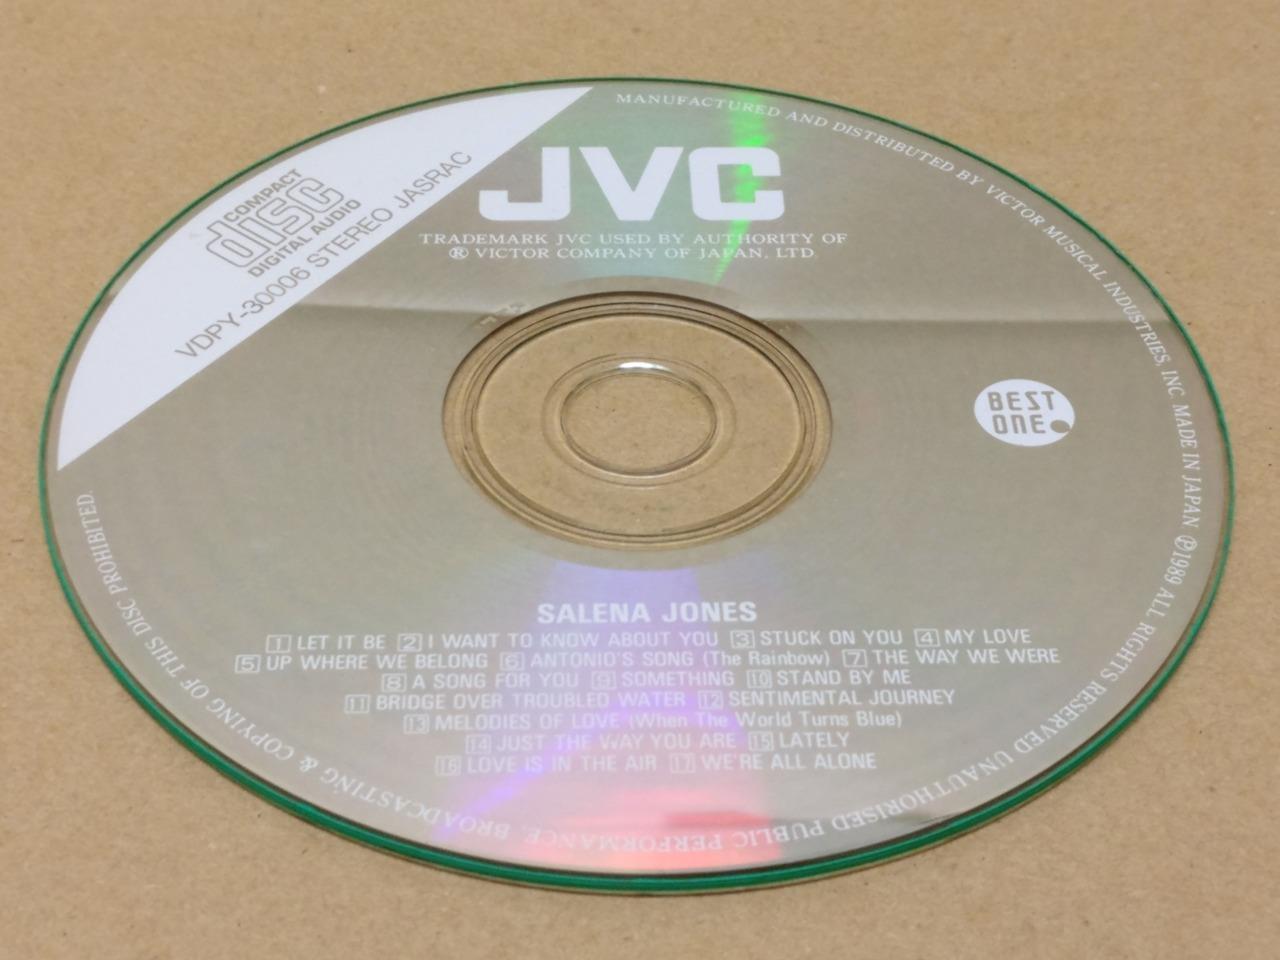 COMPACT
disc
DIGITAL AUDIO
VDPY-30006 STEREO JASRAC
JVC
TRADEMARK JVC USED BY AUTHORITY OF
® VICTOR COMPANY OF JAPAN, LTD.
BEST
ONE.
SALENA JONES
1 LET IT BE 2 I WANT TO KNOW ABOUT YOU 3 STUCK ON YOU 4 MY LOVE
5 UP WHERE WE BELONG 6 ANTONIO'S SONG (The Rainbow) 7 THE WAY WE WERE
8 A SONG FOR YOU 9 SOMETHING 10 STAND BY ME
11 BRIDGE OVER TROUBLED WATER 12 SENTIMENTAL JOURNEY
13 MELODIES OF LOVE (When The World Turns Blue)
14 JUST THE WAY YOU ARE 15 LATELY
16 LOVE IS IN THE AIR 17 WE'RE ALL ALONE
MANUFACTURED AND DISTRIBUTED BY VICTOR MUSICAL INDUSTRIES, INC. MADE IN JAPAN ℗1989 ALL RIGHTS RESERVED UNAUTHORISED PUBLIC PERFORMANCE, BROADCASTING & COPYING OF THIS DISC PROHIBITED.